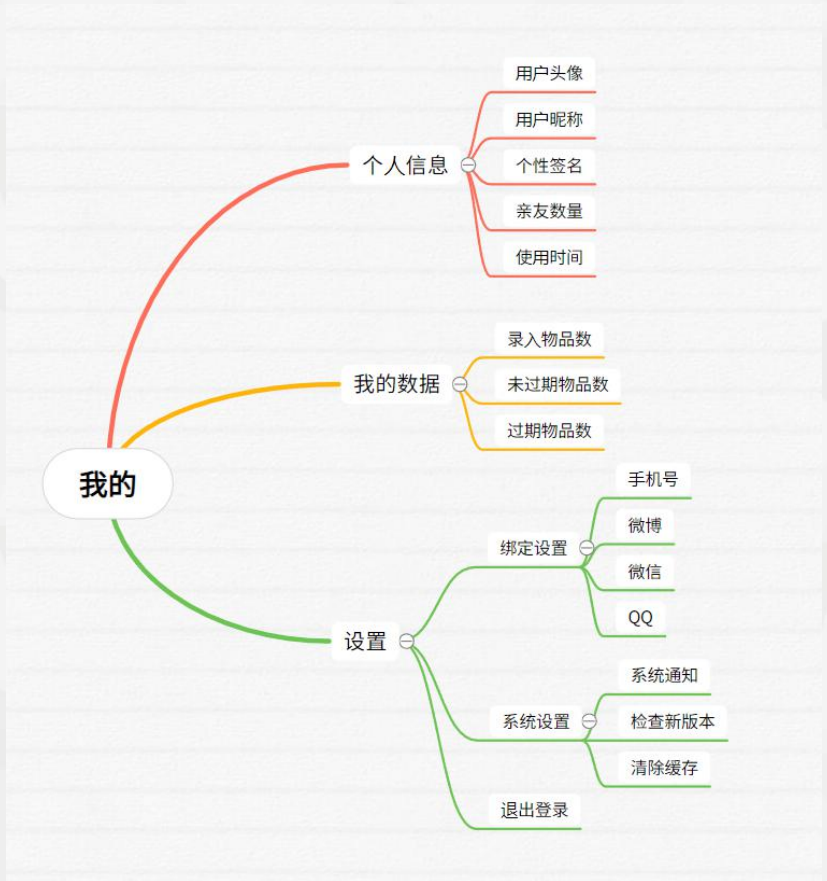 我的
个人信息
用户头像
用户昵称
个性签名
亲友数量
使用时间
我的数据
录入物品数
未过期物品数
过期物品数
设置
绑定设置
手机号
微博
微信
QQ
系统设置
系统通知
检查新版本
清除缓存
退出登录